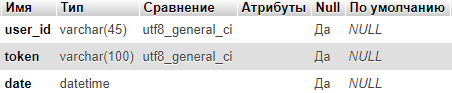 Имя Тип Сравнение Атрибуты Null По умолчанию
user_id varchar(45) utf8_general_ci Да NULL
token varchar(100) utf8_general_ci Да NULL
date datetime Да NULL